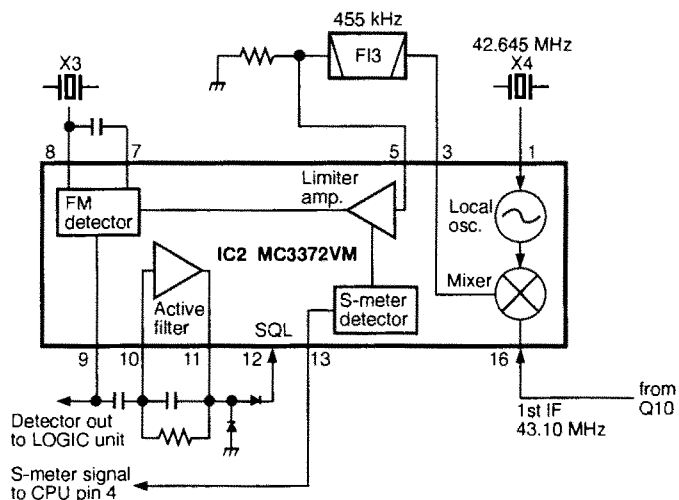 455 kHz
42.645 MHz
X3
FI3
X4
8
7
5
3
1
FM
detector
Limiter
amp.
Local
osc.
IC2 MC3372VM
Mixer
Active
filter
S-meter
detector
SQL
9
10
11
12
13
16
Detector out
to LOGIC unit
1st IF
43.10 MHz
from
Q10
S-meter signal
to CPU pin 4